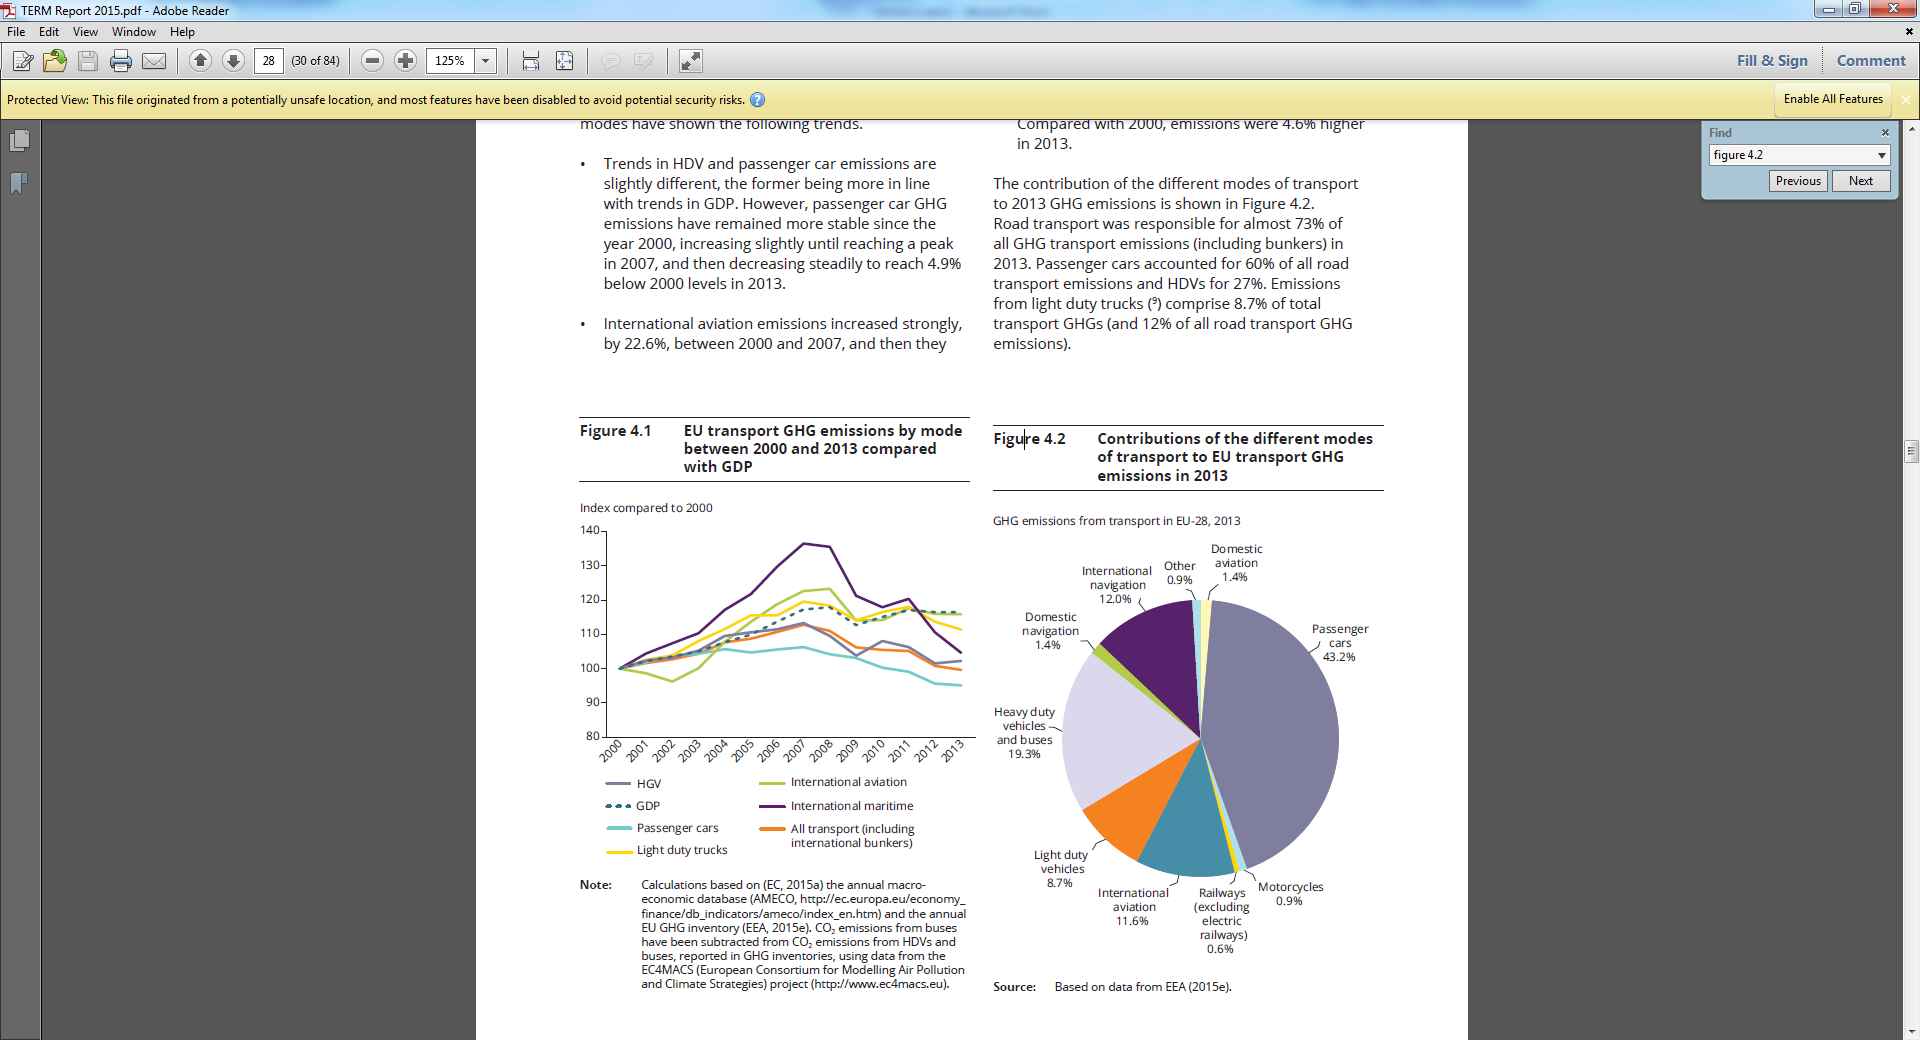 TERM Report 2015.pdf - Adobe Reader
File Edit View Window Help
28 (30 of 84) 125% Fill & Sign Comment
Protected View: This file originated from a potentially unsafe location, and most features have been disabled to avoid potential security risks. Enable All Features
Find
figure 4.2
Previous Next
modes have shown the following trends.
• Trends in HDV and passenger car emissions are
slightly different, the former being more in line
with trends in GDP. However, passenger car GHG
emissions have remained more stable since the
year 2000, increasing slightly until reaching a peak
in 2007, and then decreasing steadily to reach 4.9%
below 2000 levels in 2013.
• International aviation emissions increased strongly,
by 22.6%, between 2000 and 2007, and then they
Compared with 2000, emissions were 4.6% higher
in 2013.
The contribution of the different modes of transport
to 2013 GHG emissions is shown in Figure 4.2.
Road transport was responsible for almost 73% of
all GHG transport emissions (including bunkers) in
2013. Passenger cars accounted for 60% of all road
transport emissions and HDVs for 27%. Emissions
from light duty trucks (⁹) comprise 8.7% of total
transport GHGs (and 12% of all road transport GHG
emissions).
Figure 4.1 EU transport GHG emissions by mode
between 2000 and 2013 compared
with GDP
Index compared to 2000
140
130
120
110
100
90
80
2000 2001 2002 2003 2004 2005 2006 2007 2008 2009 2010 2011 2012 2013
HGV
GDP
Passenger cars
Light duty trucks
International aviation
International maritime
All transport (including
international bunkers)
Note: Calculations based on (EC, 2015a) the annual macro-
economic database (AMECO, http://ec.europa.eu/economy_
finance/db_indicators/ameco/index_en.htm) and the annual
EU GHG inventory (EEA, 2015e). CO₂ emissions from buses
have been subtracted from CO₂ emissions from HDVs and
buses, reported in GHG inventories, using data from the
EC4MACS (European Consortium for Modelling Air Pollution
and Climate Strategies) project (http://www.ec4macs.eu).
Figure 4.2 Contributions of the different modes
of transport to EU transport GHG
emissions in 2013
GHG emissions from transport in EU-28, 2013
Domestic
aviation
1.4%
Other
0.9%
International
navigation
12.0%
Domestic
navigation
1.4%
Passenger
cars
43.2%
Heavy duty
vehicles
and buses
19.3%
Light duty
vehicles
8.7%
International
aviation
11.6%
Railways
(excluding
electric
railways)
0.6%
Motorcycles
0.9%
Source: Based on data from EEA (2015e).